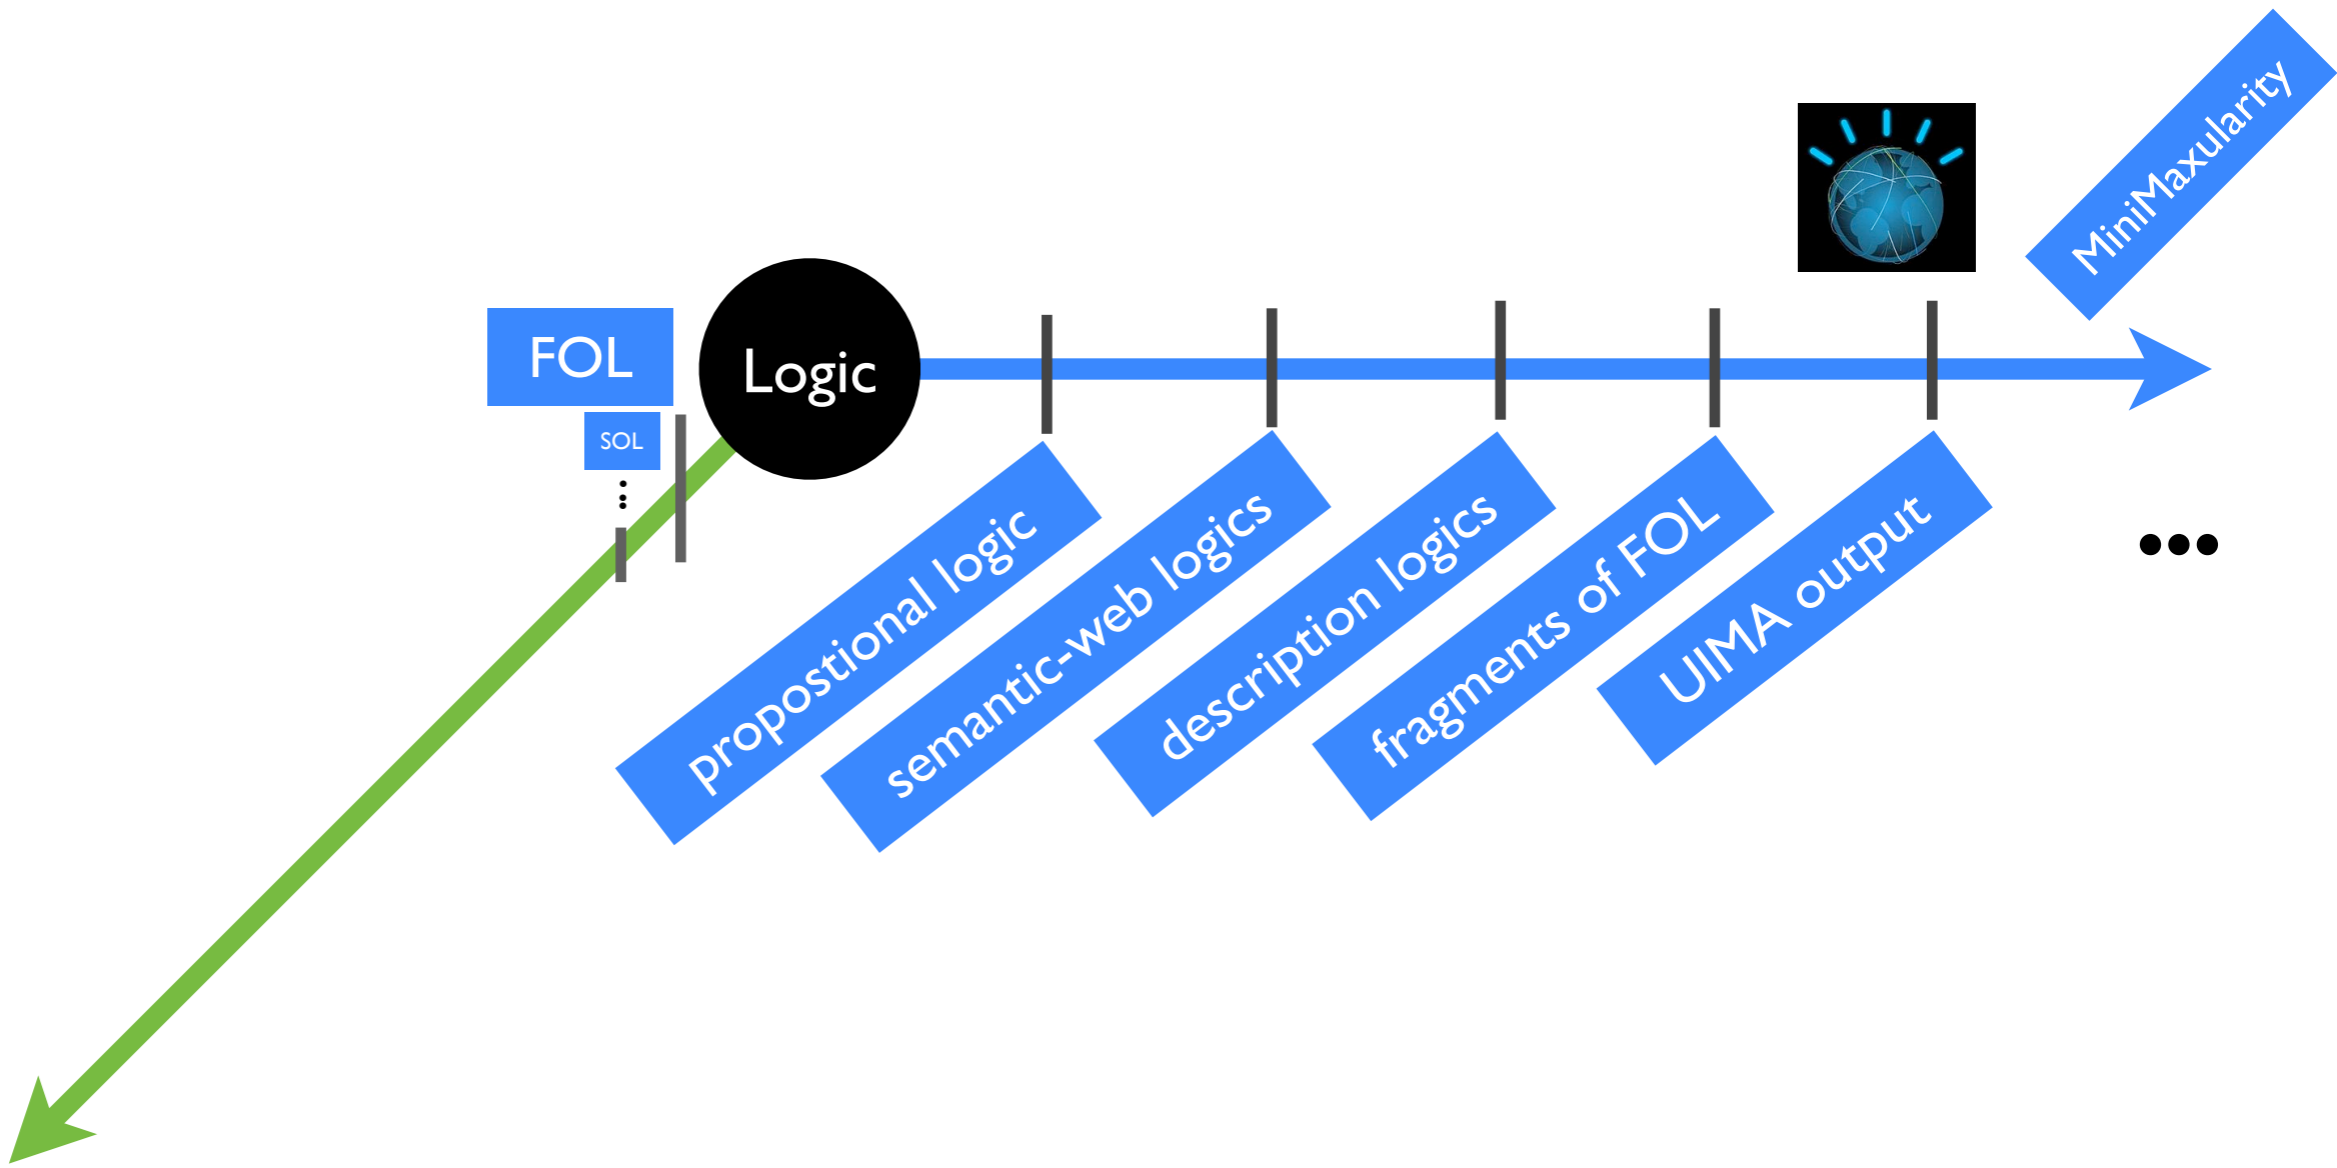 MiniMaxularity
FOL
Logic
SOL
propostional logic
semantic-web logics
description logics
fragments of FOL
UIMA output